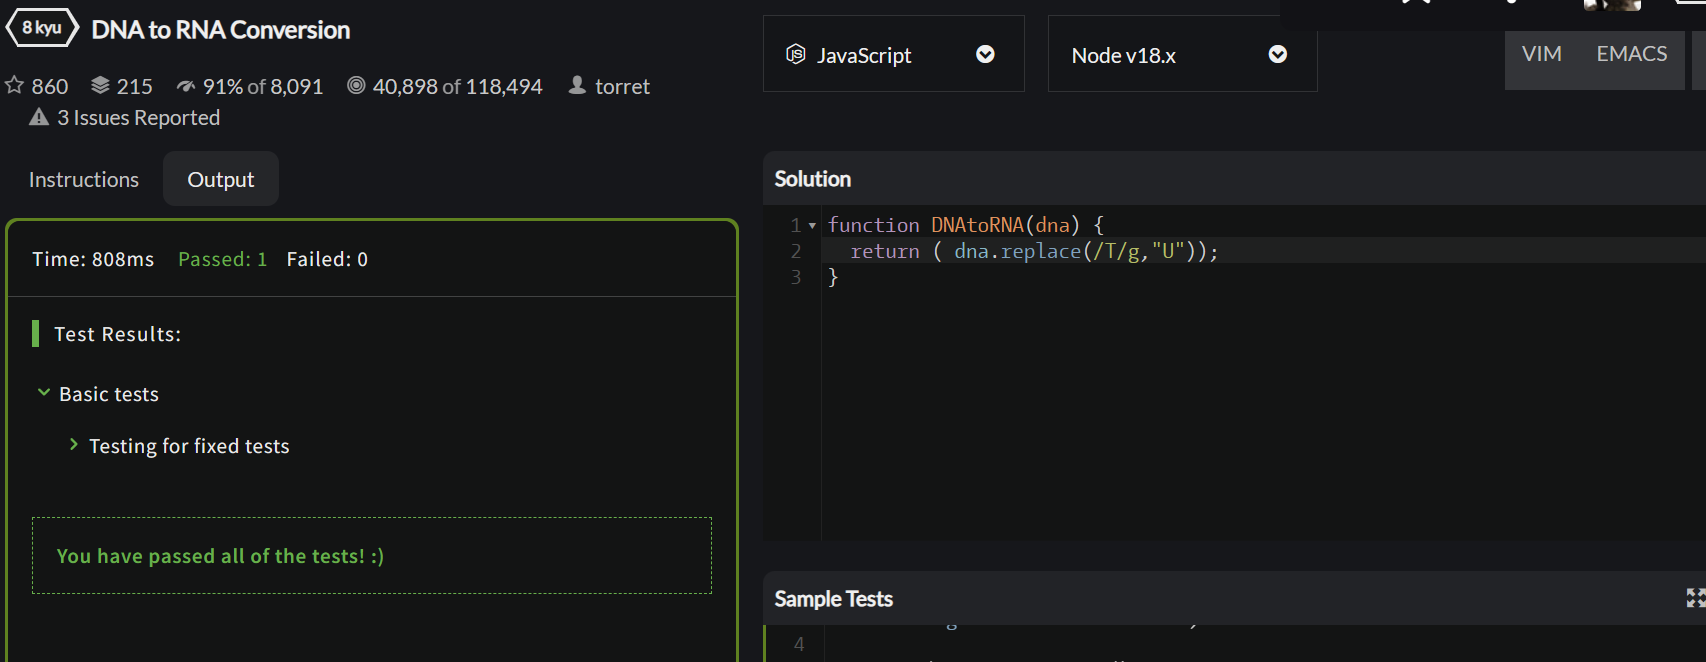 8 kyu DNA to RNA Conversion
860 215 91% of 8,091 40,898 of 118,494 torret
3 Issues Reported
Instructions Output
Time: 808ms Passed: 1 Failed: 0
Test Results:
Basic tests
Testing for fixed tests
You have passed all of the tests! :)
JS JavaScript Node v18.x VIM EMACS
Solution
1 function DNAtoRNA(dna) {
2 return ( dna.replace(/T/g,"U"));
3 }
Sample Tests
4